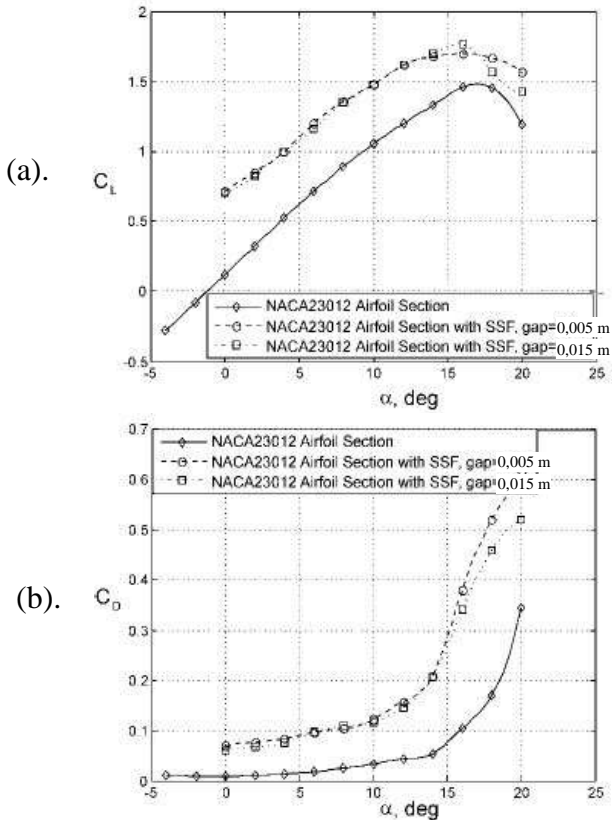 2
1.5
1
0.5
0
-0.5
(a).
C_L
NACA23012 Airfoil Section
NACA23012 Airfoil Section with SSF, gap=0,005 m
NACA23012 Airfoil Section with SSF, gap=0,015 m
-5 0 5 10 15 20 25
α, deg
0.7
0.6
0.5
0.4
0.3
0.2
0.1
0
(b).
C_D
NACA23012 Airfoil Section
NACA23012 Airfoil Section with SSF, gap=0,005 m
NACA23012 Airfoil Section with SSF, gap=0,015 m
-5 0 5 10 15 20 25
α, deg